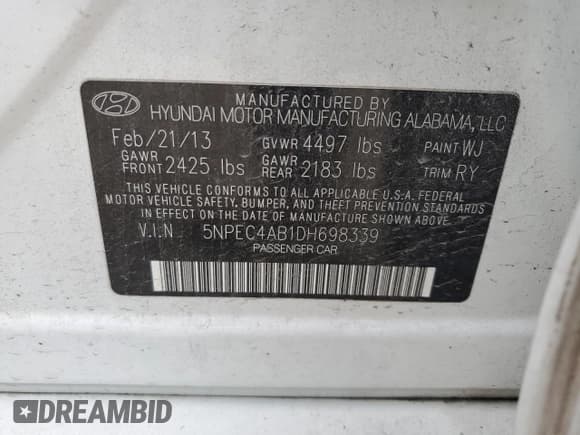 MANUFACTURED BY
HYUNDAI MOTOR MANUFACTURING ALABAMA, LLC
Feb/21/13 GVWR 4497 lbs PAINT WJ
GAWR FRONT 2425 lbs GAWR REAR 2183 lbs TRIM RY
THIS VEHICLE CONFORMS TO ALL APPLICABLE U.S.A. FEDERAL
MOTOR VEHICLE SAFETY, BUMPER, AND THEFT PREVENTION STANDARDS
IN EFFECT ON THE DATE OF MANUFACTURE SHOWN ABOVE.
V.I.N 5NPEC4AB1DH698339
PASSENGER CAR
DREAMBID